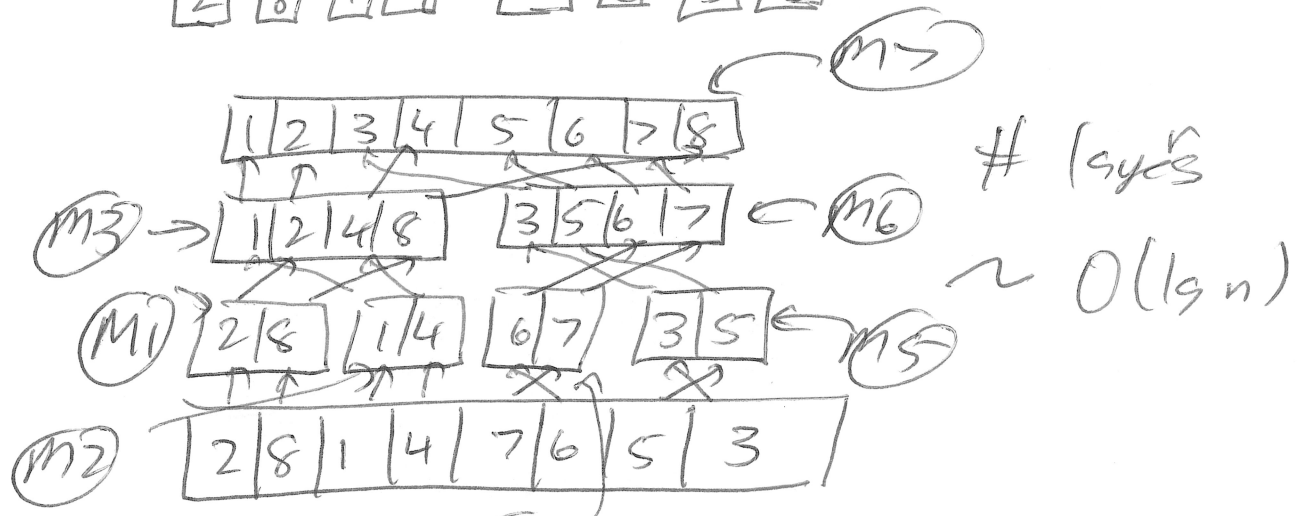 M7
1 2 3 4 5 6 7 8
# layers
M3 1 2 4 8 3 5 6 7 M6
~ O(lg n)
M1 2 8 1 4 6 7 3 5 M5
M2 2 8 1 4 7 6 5 3